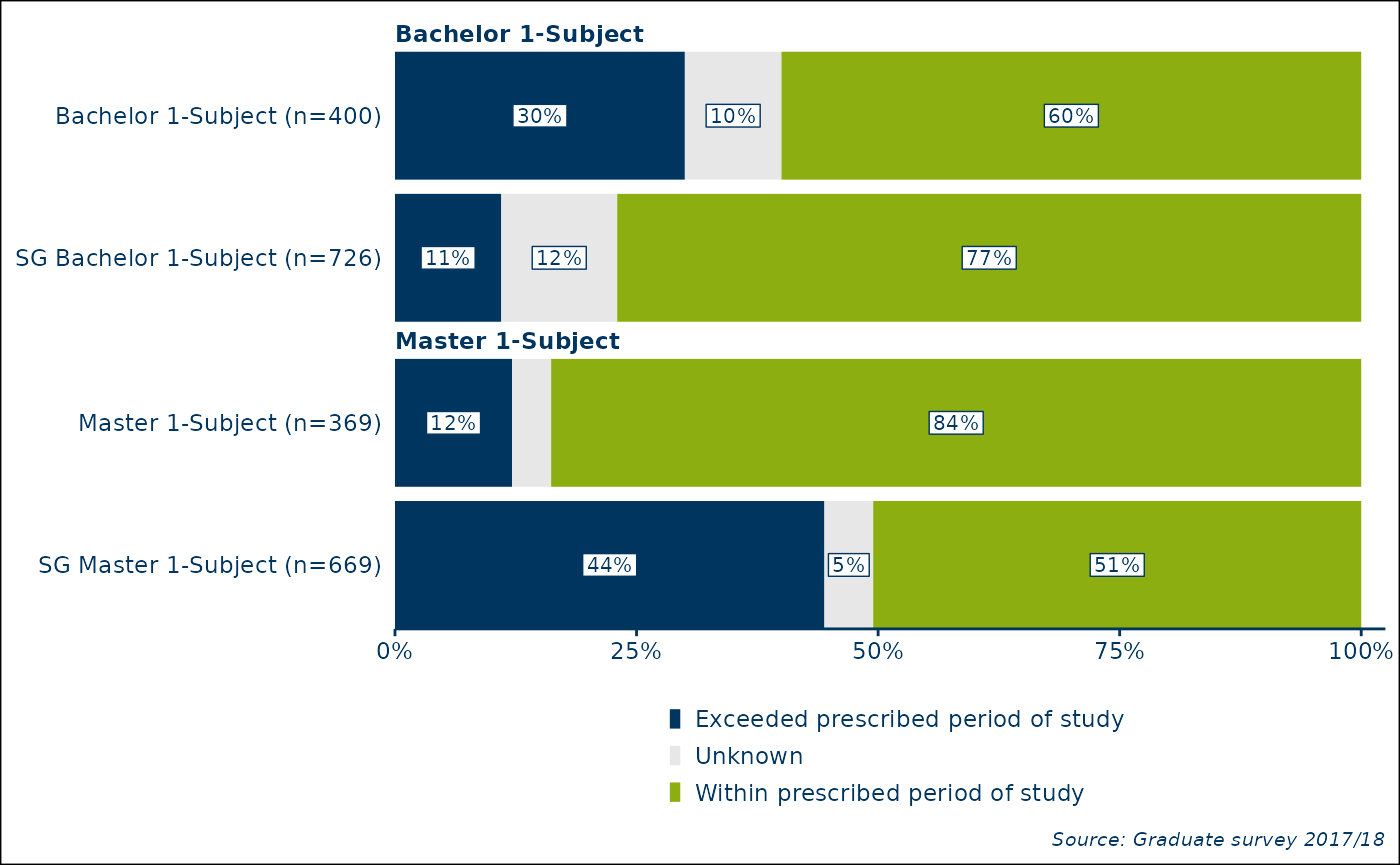 Bachelor 1-Subject
Bachelor 1-Subject (n=400)
30%
10%
60%
SG Bachelor 1-Subject (n=726)
11%
12%
77%
Master 1-Subject
Master 1-Subject (n=369)
12%
84%
SG Master 1-Subject (n=669)
44%
5%
51%
0%
25%
50%
75%
100%
Exceeded prescribed period of study
Unknown
Within prescribed period of study
Source: Graduate survey 2017/18